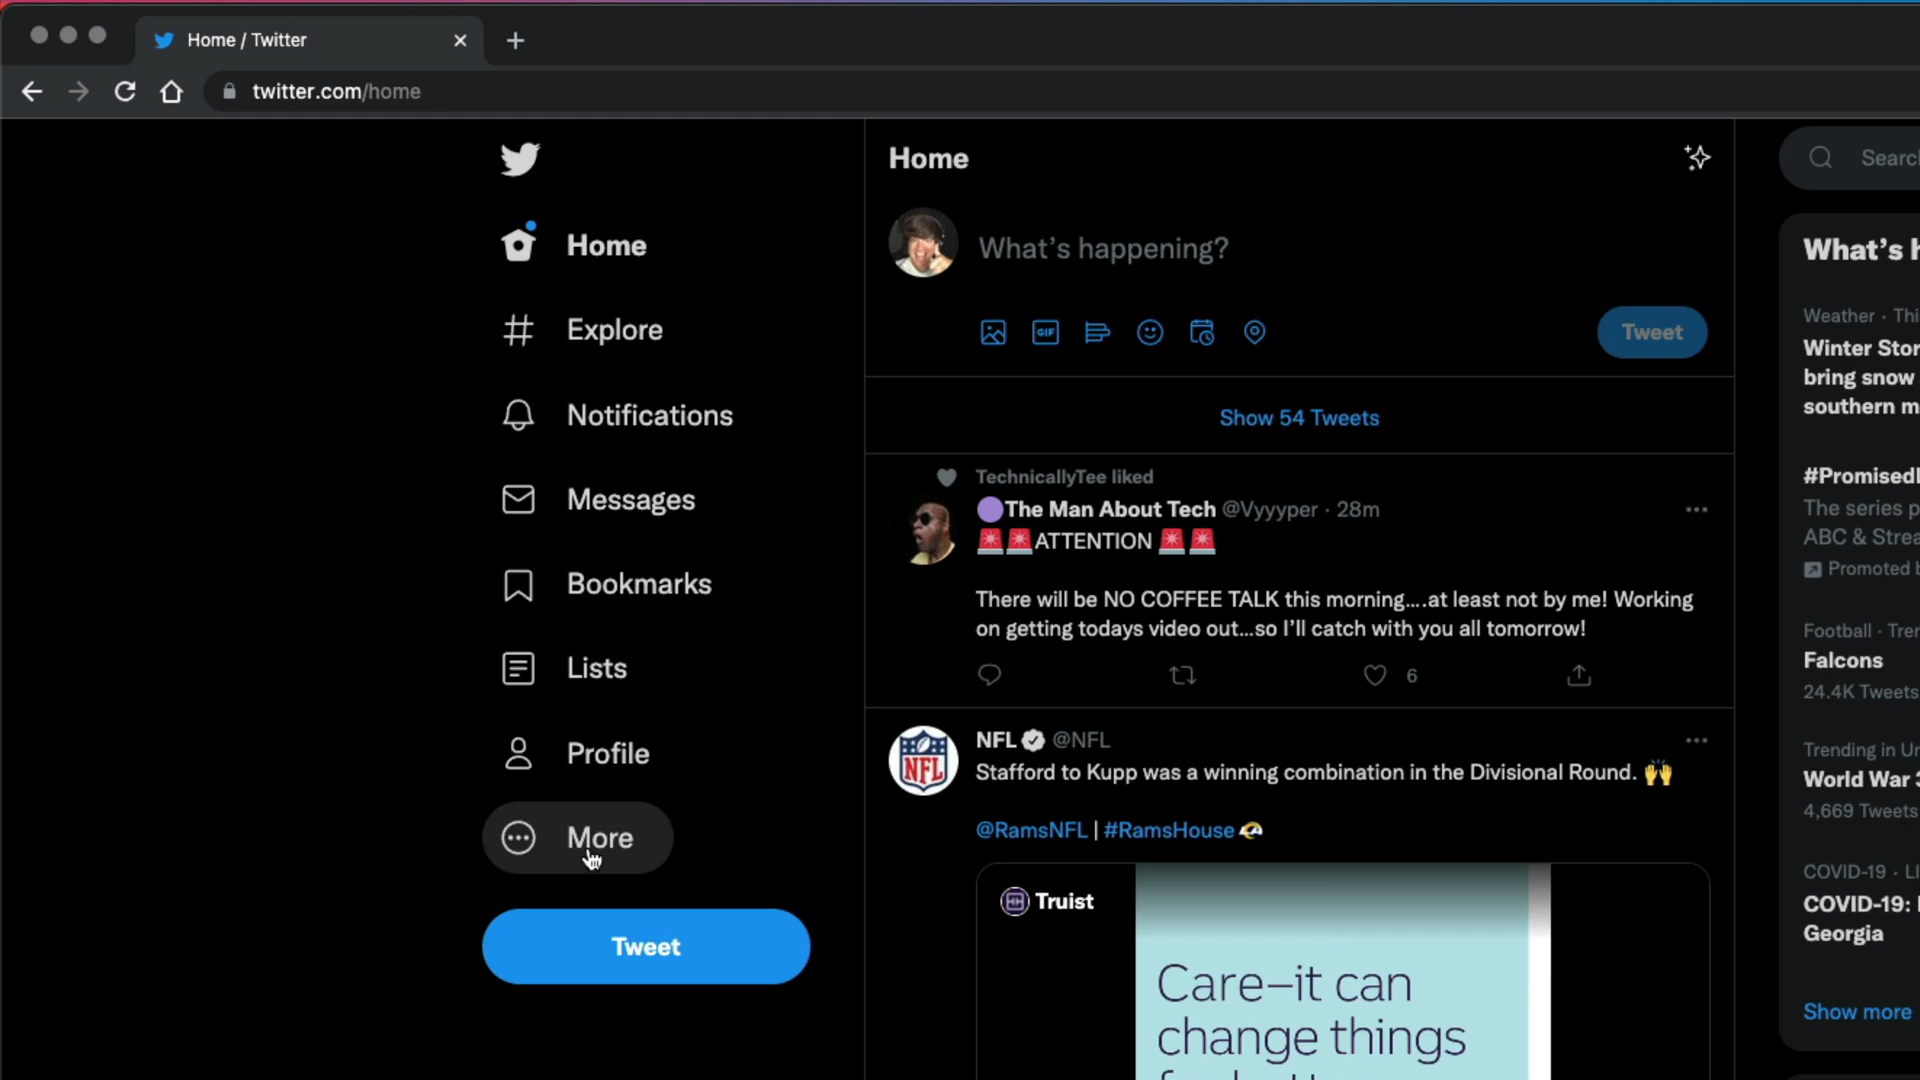 Home / Twitter
twitter.com/home
Home
Explore
Notifications
Messages
Bookmarks
Lists
Profile
More
Tweet
Home
What's happening?
GIF
Tweet
Show 54 Tweets
TechnicallyTee liked
The Man About Tech @Vyyyper · 28m
🚨🚨ATTENTION 🚨🚨
There will be NO COFFEE TALK this morning....at least not by me! Working
on getting todays video out...so I'll catch with you all tomorrow!
6
NFL @NFL
NFL
Stafford to Kupp was a winning combination in the Divisional Round. 🙌
@RamsNFL | #RamsHouse
Truist
Care–it can
change things
Search
What's
Weather ·
Winter
bring snow
southern
The series
ABC &
Promoted
Football ·
Falcons
24.4K Tweets
Trending in
World War
4,669 Tweets
COVID-19 ·
COVID-19:
Georgia
Show more